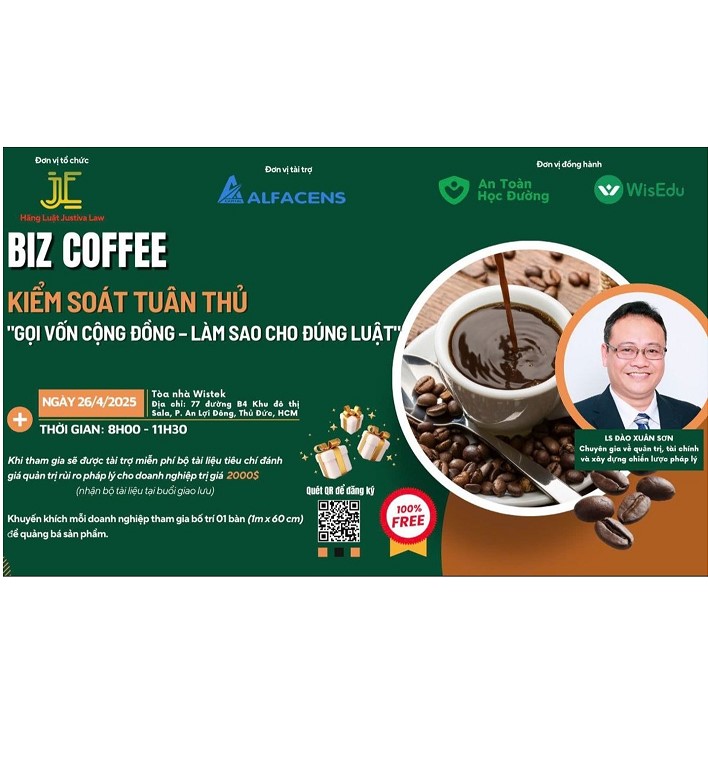 Đơn vị tổ chức
Hãng Luật Justiva Law
Đơn vị tài trợ
ALFACENS
Đơn vị đồng hành
An Toàn
Học Đường
WisEdu
BIZ COFFEE
KIỂM SOÁT TUÂN THỦ
"GỌI VỐN CỘNG ĐỒNG – LÀM SAO CHO ĐÚNG LUẬT"
NGÀY 26/4/2025
Tòa nhà Wistek
Địa chỉ: 77 đường B4 Khu đô thị
Sala, P. An Lợi Đông, Thủ Đức, HCM
THỜI GIAN: 8H00 - 11H30
Khi tham gia sẽ được tài trợ miễn phí bộ tài liệu tiêu chí đánh
giá quản trị rủi ro pháp lý cho doanh nghiệp trị giá 2000$
(nhận bộ tài liệu tại buổi giao lưu)
Khuyến khích mỗi doanh nghiệp tham gia bố trí 01 bàn (1m x 60 cm)
để quảng bá sản phẩm.
Quét QR để đăng ký
100%
FREE
LS ĐÀO XUÂN SƠN
Chuyên gia về quản trị, tài chính
và xây dựng chiến lược pháp lý